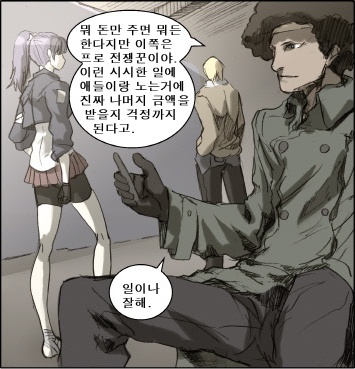 뭐 돈만 주먼 뭐든
한다지만 이쪽은
프로 전쟁꾼이야.
이런 시시한 일에
애들이랑 노는거에
진짜 나머지 금액을
받을지 걱정까지
된다고.
일이나
잘해.